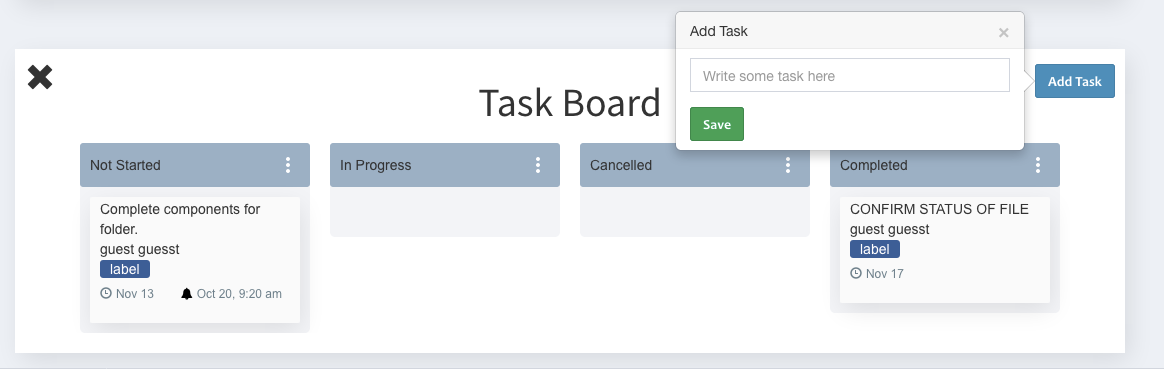 Add Task
×
Write some task here
Save
Add Task
Task Board
Not Started
Complete components for
folder.
guest guesst
label
Nov 13 Oct 20, 9:20 am
In Progress
Cancelled
Completed
CONFIRM STATUS OF FILE
guest guesst
label
Nov 17